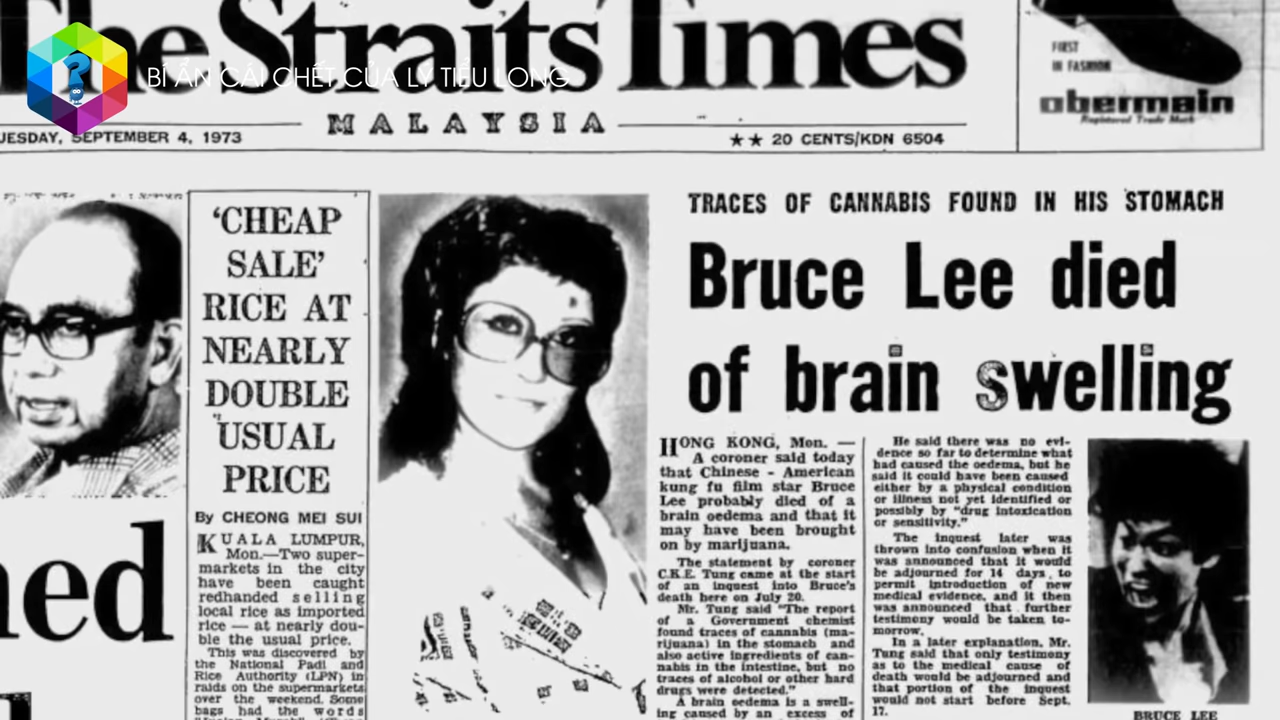 The Straits Times
BÍ ẨN CÁI CHẾT CỦA LÝ TIỂU LONG
MALAYSIA
UESDAY, SEPTEMBER 4, 1973
★★ 20 CENTS/KDN 6504
FIRST
IN FASHION
obermain
Registered Trade Mark
'CHEAP
SALE'
RICE AT
NEARLY
DOUBLE
USUAL
PRICE
By CHEONG MEI SUI
KUALA LUMPUR,
Mon.—Two super-
markets in the city
have been caught
redhanded selling
local rice as imported
rice — at nearly dou-
ble the usual price.
This was discovered by
the National Padi and
Rice Authority (LPN) in
raids on the supermarkets
over the weekend. Some
bags had the words
ned
TRACES OF CANNABIS FOUND IN HIS STOMACH
Bruce Lee died
of brain swelling
HONG KONG, Mon. —
A coroner said today
that Chinese - American
kung fu film star Bruce
Lee probably died of a
brain oedema and that it
may have been brought
on by marijuana.
The statement by coroner
C.K.E. Tung came at the start
of an inquest into Bruce's
death here on July 20.
Mr. Tung said "The report
of a Government chemist
found traces of cannabis (ma-
rijuana) in the stomach and
also active ingredients of can-
nabis in the intestine, but no
traces of alcohol or other hard
drugs were detected."
A brain oedema is a swell-
ing caused by an excess of
He said there was no evi-
dence so far to determine what
had caused the oedema, but he
said it could have been caused
either by a physical condition
or illness not yet identified or
possibly by "drug intoxication
or sensitivity."
The inquest later was
thrown into confusion when it
was announced that it would
be adjourned for 14 days, to
permit introduction of new
medical evidence, and it then
was announced that further
testimony would be taken to-
morrow.
In a later explanation, Mr.
Tung said that only testimony
as to the medical cause of
death would be adjourned and
that portion of the inquest
would not start before Sept.
17.
BRUCE LEE